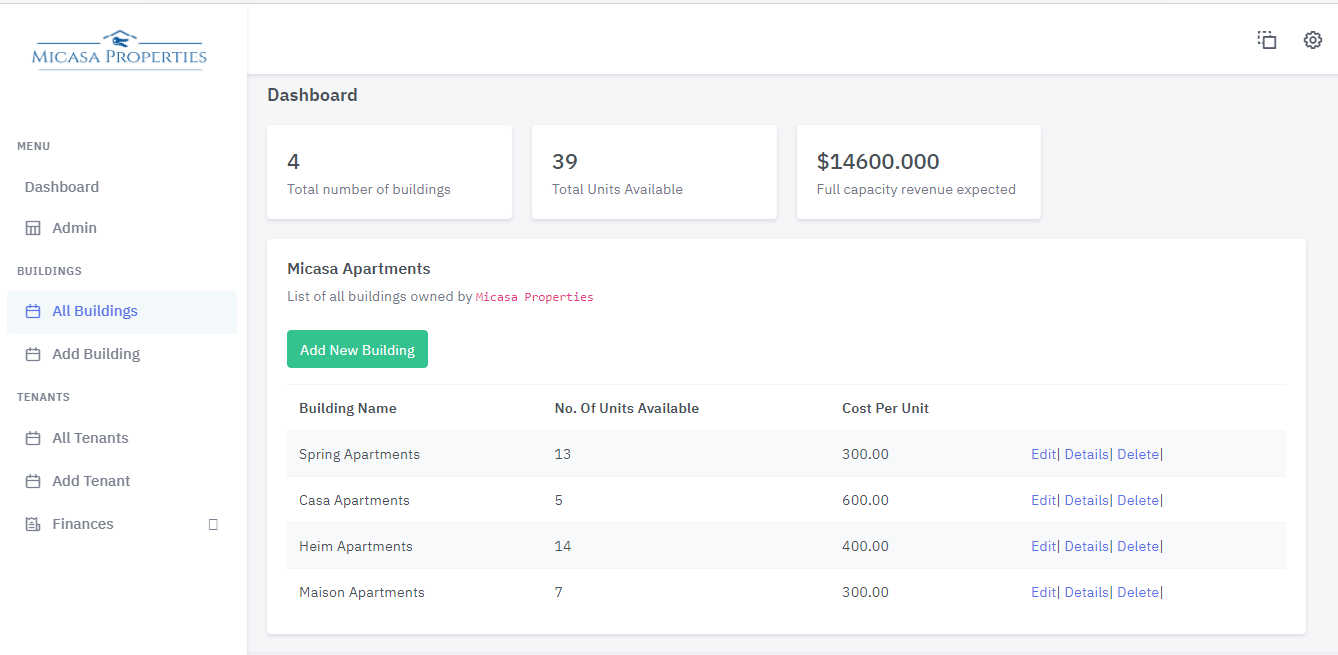 MICASA PROPERTIES
MENU
Dashboard
Admin
BUILDINGS
All Buildings
Add Building
TENANTS
All Tenants
Add Tenant
Finances
Dashboard
4
Total number of buildings
39
Total Units Available
$14600.000
Full capacity revenue expected
Micasa Apartments
List of all buildings owned by Micasa Properties
Add New Building
Building Name No. Of Units Available Cost Per Unit
Spring Apartments 13 300.00 Edit| Details| Delete|
Casa Apartments 5 600.00 Edit| Details| Delete|
Heim Apartments 14 400.00 Edit| Details| Delete|
Maison Apartments 7 300.00 Edit| Details| Delete|